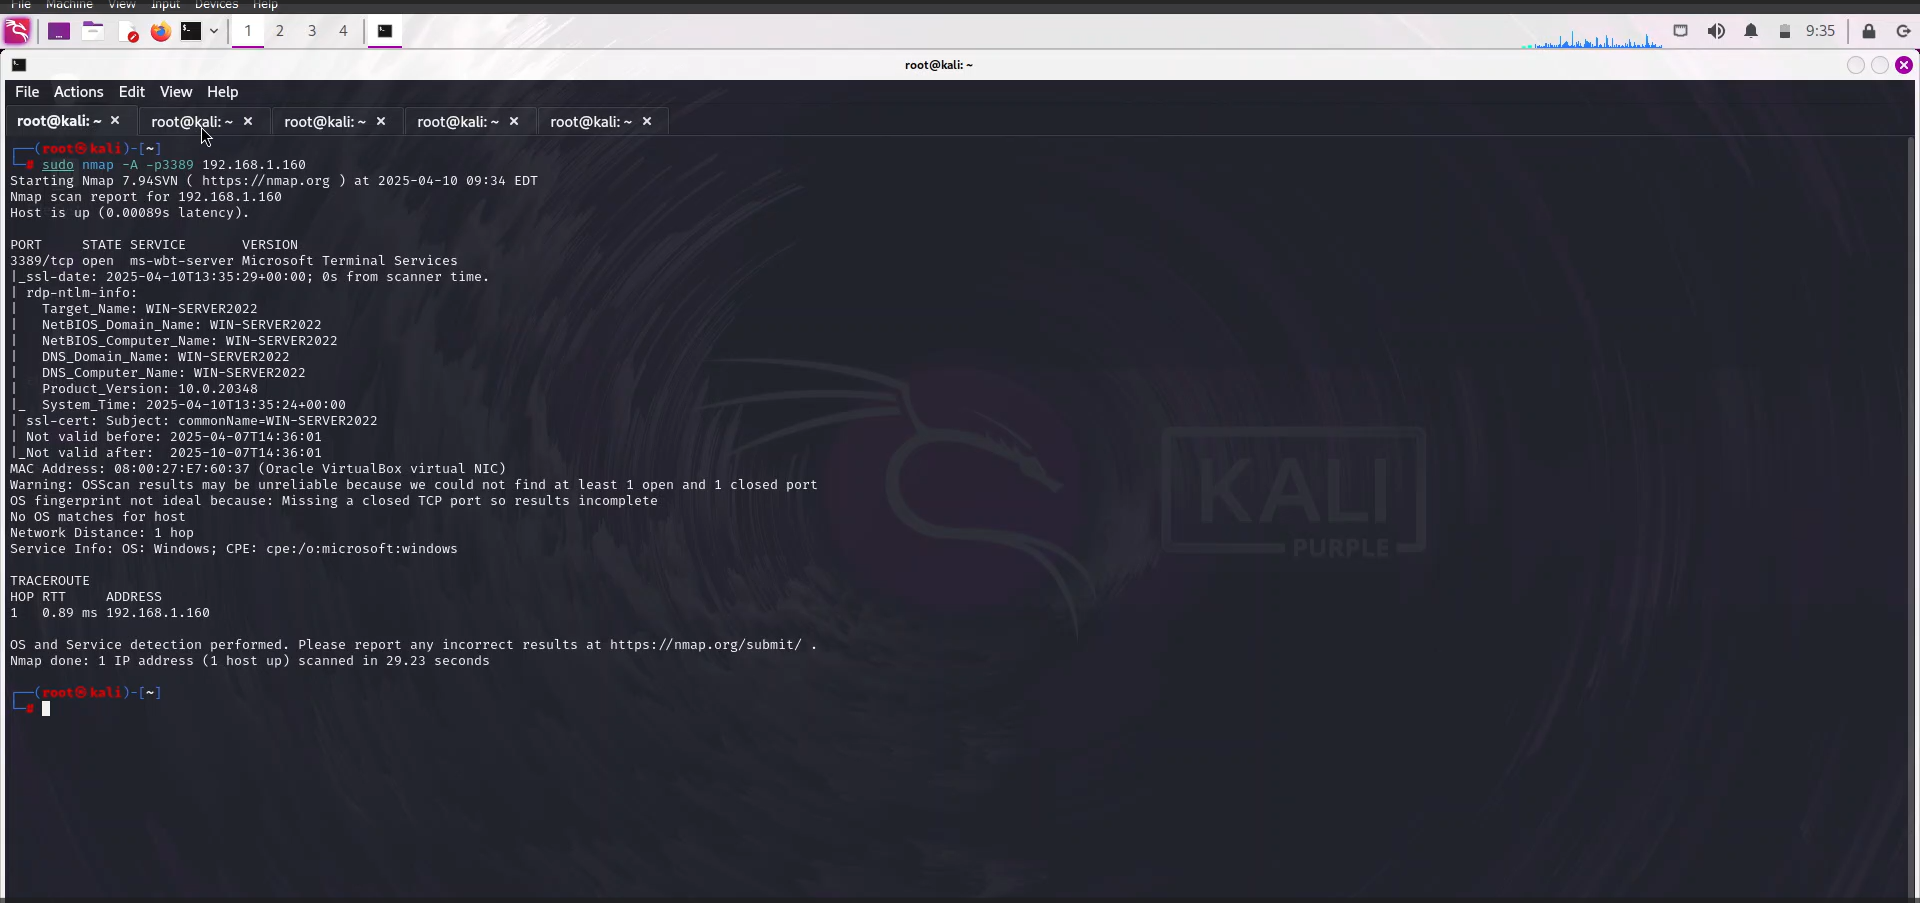 File Machine View Input Devices Help
1 2 3 4 9:35
root@kali: ~
File Actions Edit View Help
root@kali: ~ root@kali: ~ root@kali: ~ root@kali: ~ root@kali: ~
┌──(root㉿kali)-[~]
└─# sudo nmap -A -p3389 192.168.1.160
Starting Nmap 7.94SVN ( https://nmap.org ) at 2025-04-10 09:34 EDT
Nmap scan report for 192.168.1.160
Host is up (0.00089s latency).
PORT     STATE SERVICE       VERSION
3389/tcp open  ms-wbt-server Microsoft Terminal Services
|_ssl-date: 2025-04-10T13:35:29+00:00; 0s from scanner time.
| rdp-ntlm-info:
|   Target_Name: WIN-SERVER2022
|   NetBIOS_Domain_Name: WIN-SERVER2022
|   NetBIOS_Computer_Name: WIN-SERVER2022
|   DNS_Domain_Name: WIN-SERVER2022
|   DNS_Computer_Name: WIN-SERVER2022
|   Product_Version: 10.0.20348
|_  System_Time: 2025-04-10T13:35:24+00:00
| ssl-cert: Subject: commonName=WIN-SERVER2022
| Not valid before: 2025-04-07T14:36:01
|_Not valid after:  2025-10-07T14:36:01
MAC Address: 08:00:27:E7:60:37 (Oracle VirtualBox virtual NIC)
Warning: OSScan results may be unreliable because we could not find at least 1 open and 1 closed port
OS fingerprint not ideal because: Missing a closed TCP port so results incomplete
No OS matches for host
Network Distance: 1 hop
Service Info: OS: Windows; CPE: cpe:/o:microsoft:windows
TRACEROUTE
HOP RTT     ADDRESS
1   0.89 ms 192.168.1.160
OS and Service detection performed. Please report any incorrect results at https://nmap.org/submit/ .
Nmap done: 1 IP address (1 host up) scanned in 29.23 seconds
┌──(root㉿kali)-[~]
└─#
KALI
PURPLE